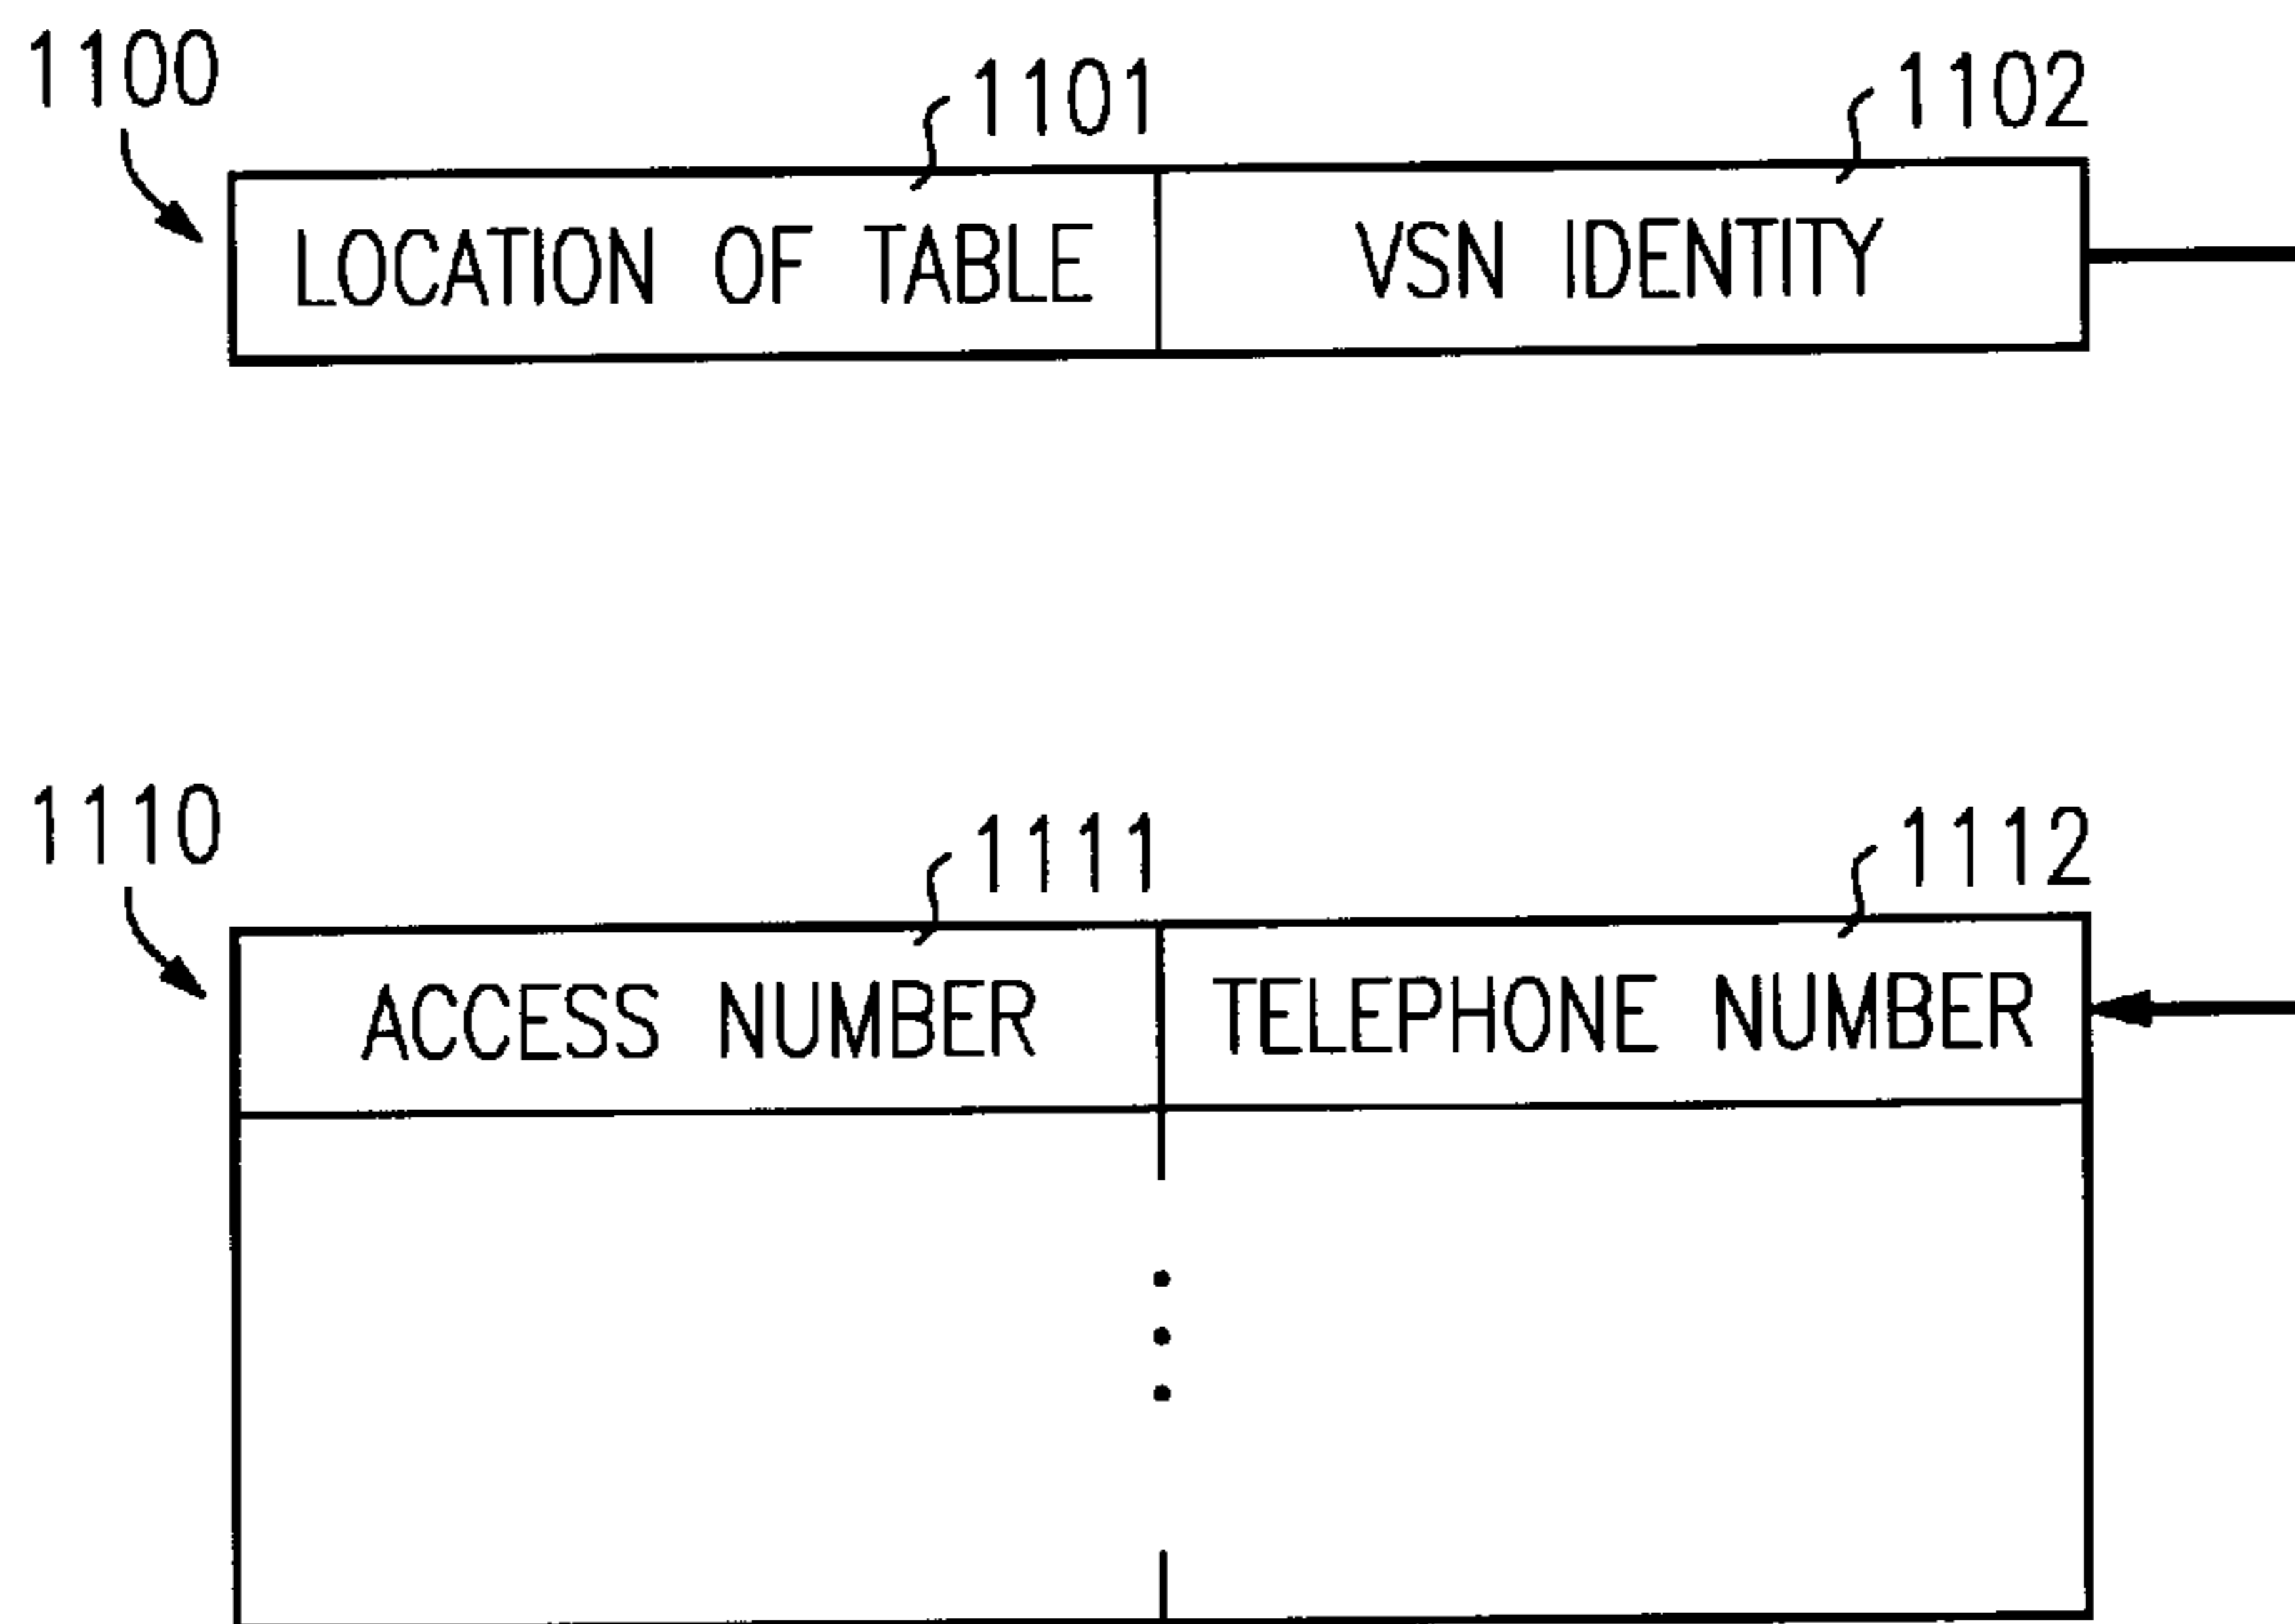 1100
1101
1102
LOCATION OF TABLE
VSN IDENTITY
1110
1111
1112
ACCESS NUMBER
TELEPHONE NUMBER